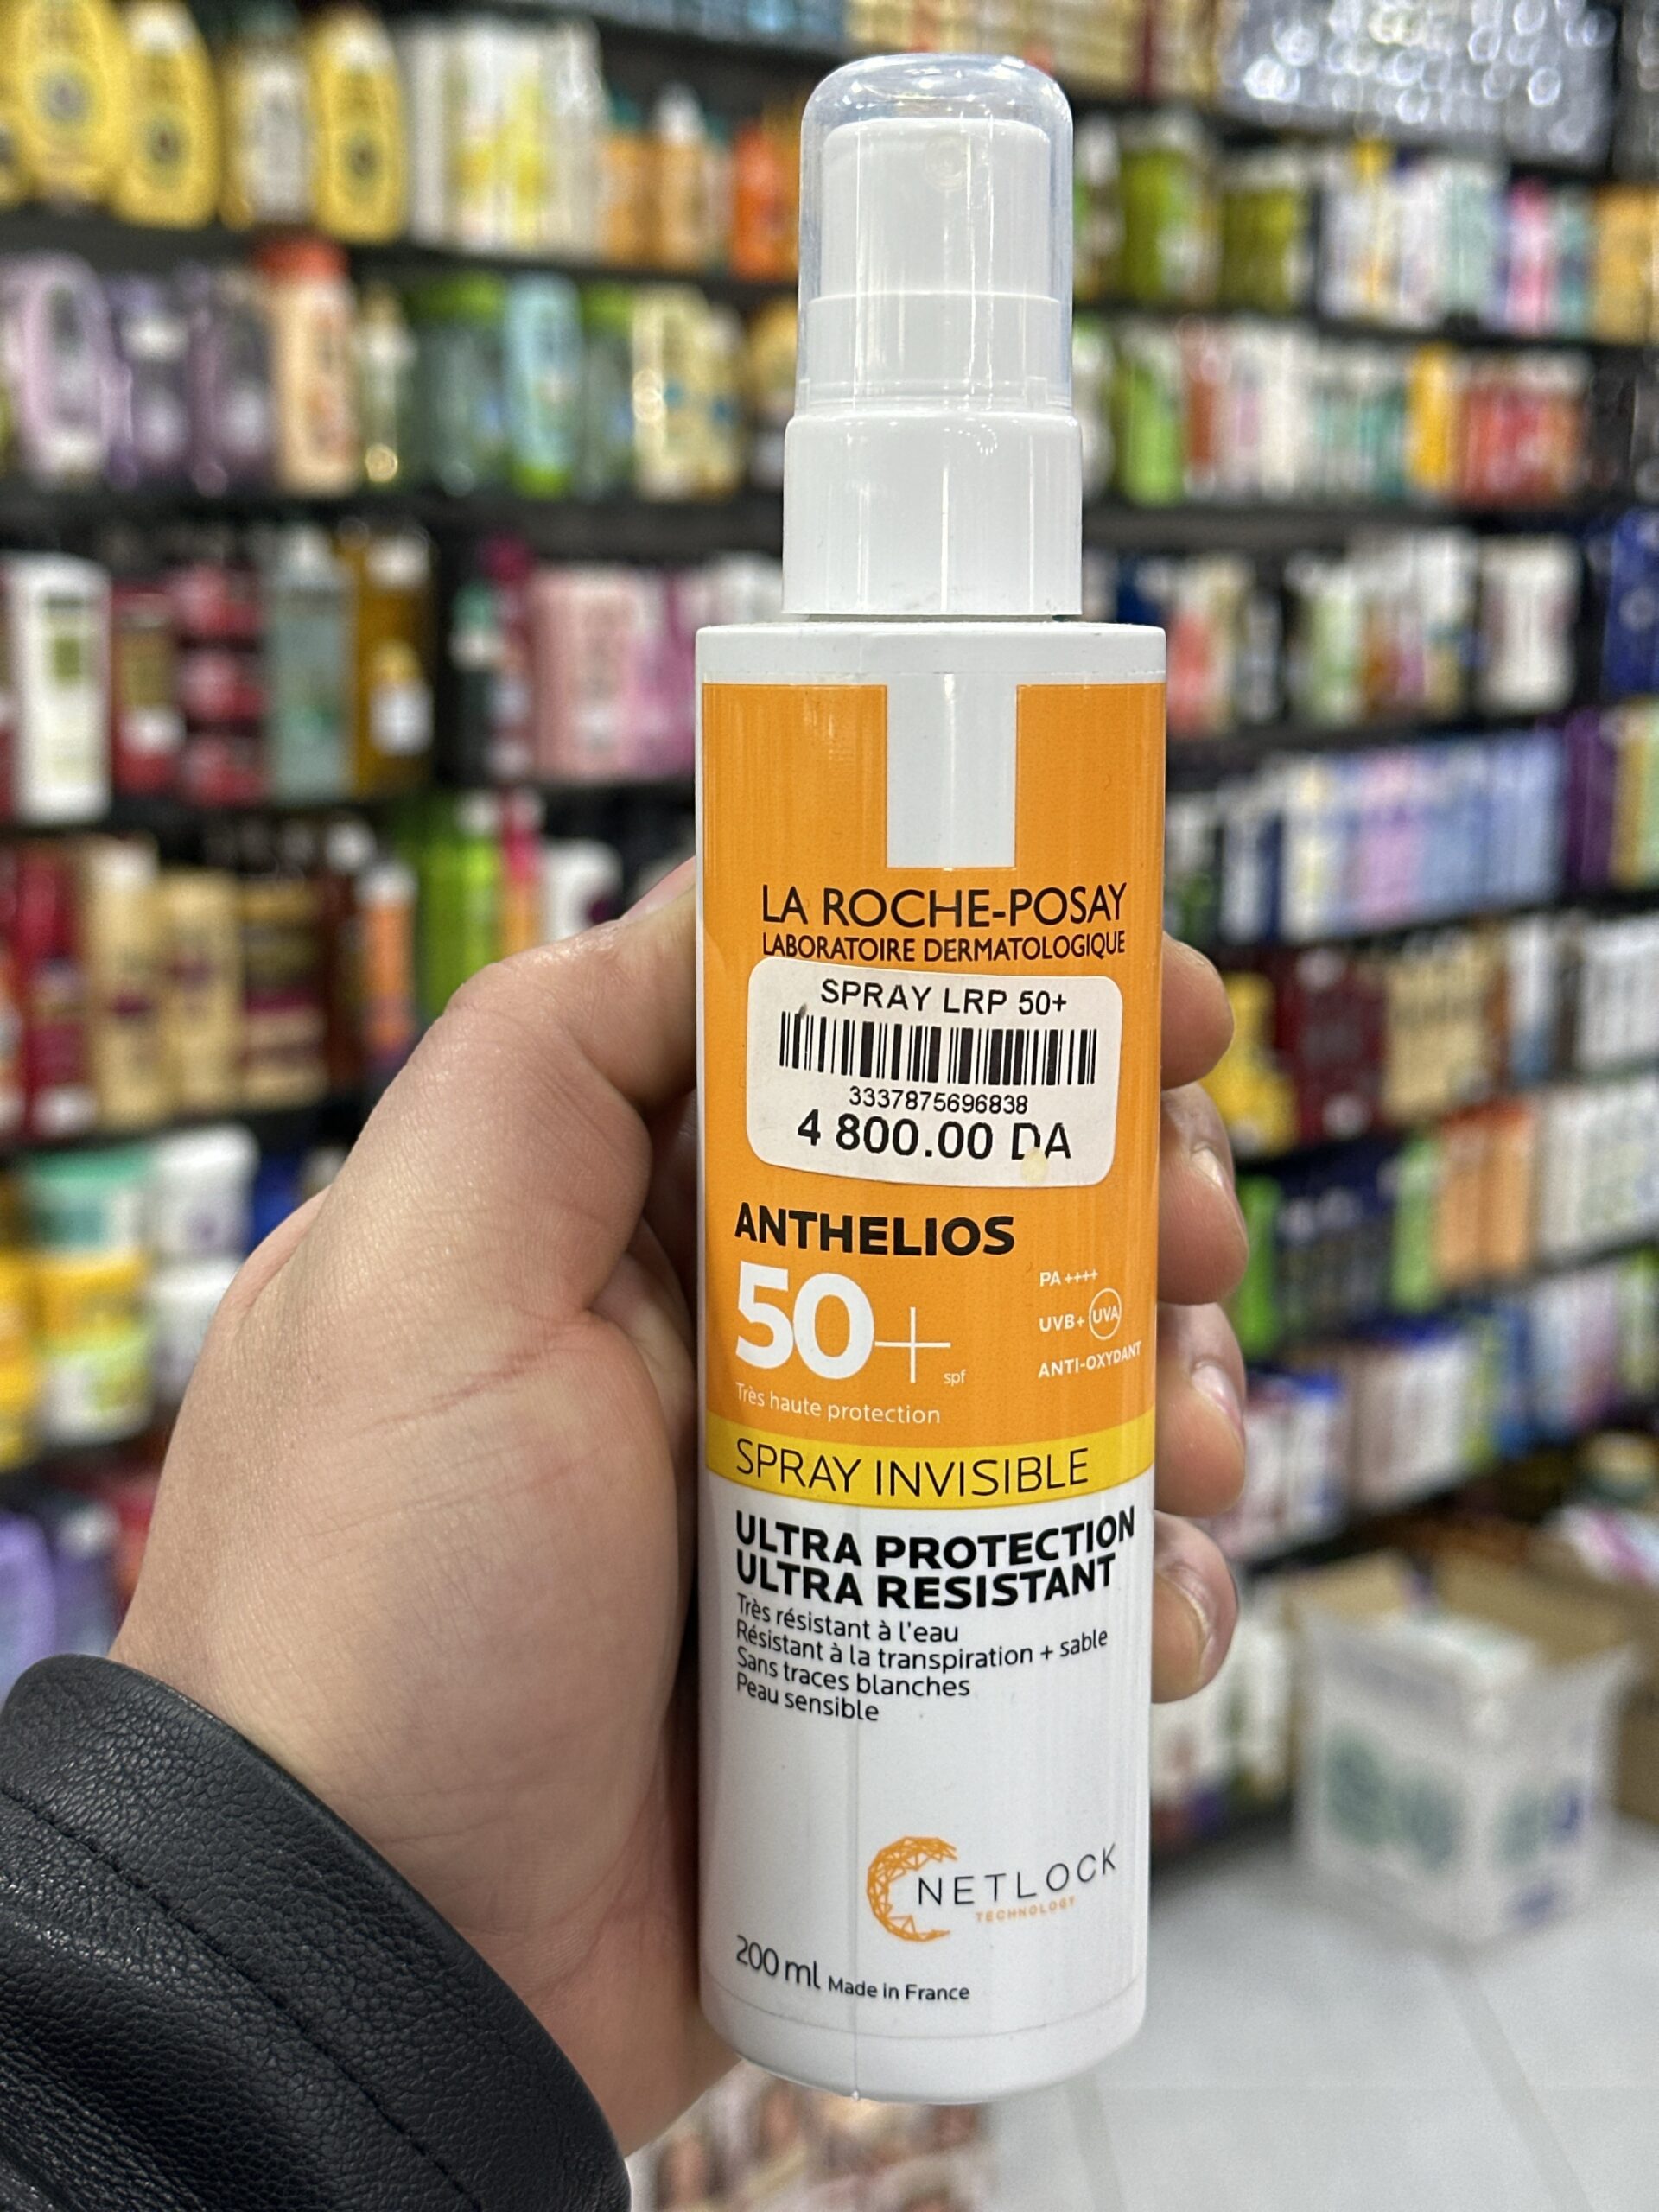 LA ROCHE-POSAY
LABORATOIRE DERMATOLOGIQUE
SPRAY LRP 50+
3337875696838
4 800.00 DA
ANTHELIOS
50+ spf
PA ++++
UVB+ UVA
ANTI-OXYDANT
Très haute protection
SPRAY INVISIBLE
ULTRA PROTECTION
ULTRA RESISTANT
Très résistant à l'eau
Résistant à la transpiration + sable
Sans traces blanches
Peau sensible
NETLOCK
TECHNOLOGY
200 ml Made in France